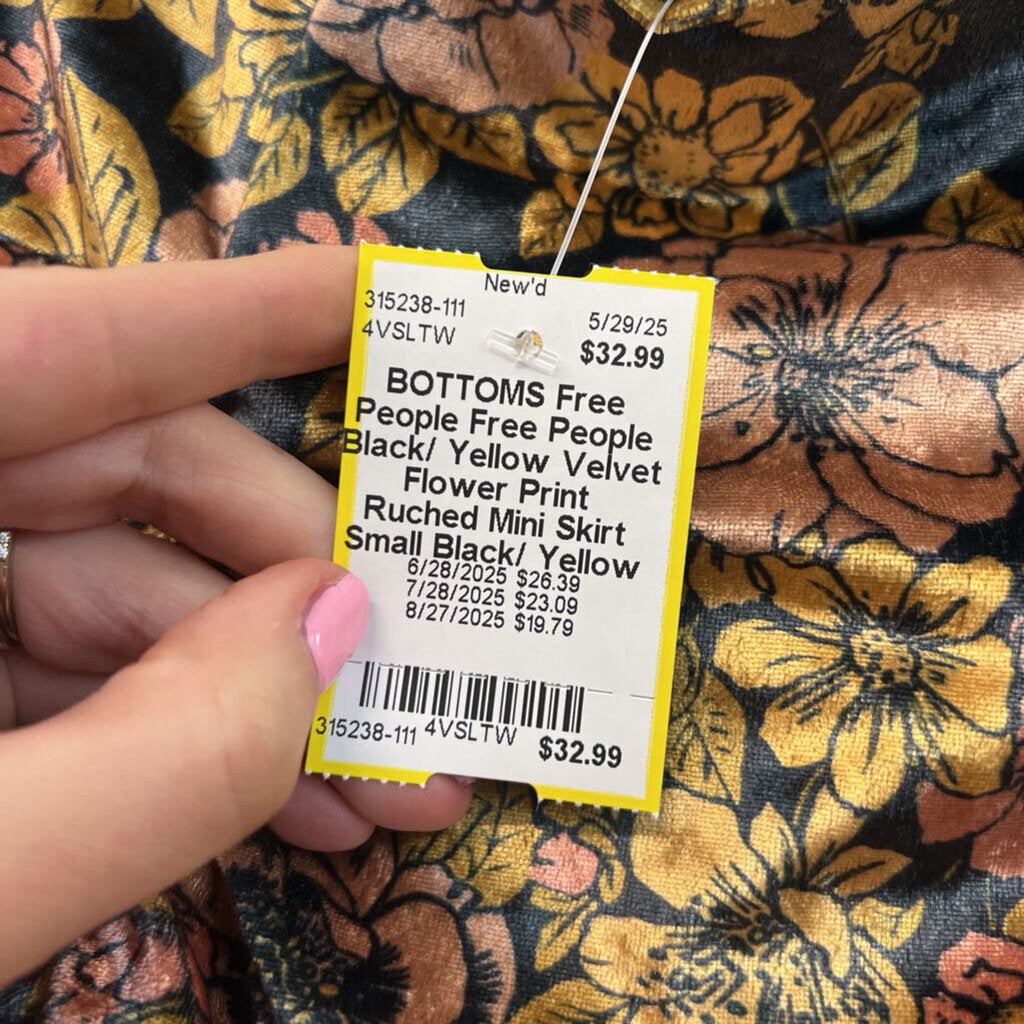 New'd
315238-111
5/29/25
4VSLTW
$32.99
BOTTOMS Free
People Free People
Black/ Yellow Velvet
Flower Print
Ruched Mini Skirt
Small Black/ Yellow
6/28/2025 $26.39
7/28/2025 $23.09
8/27/2025 $19.79
315238-111 4VSLTW $32.99